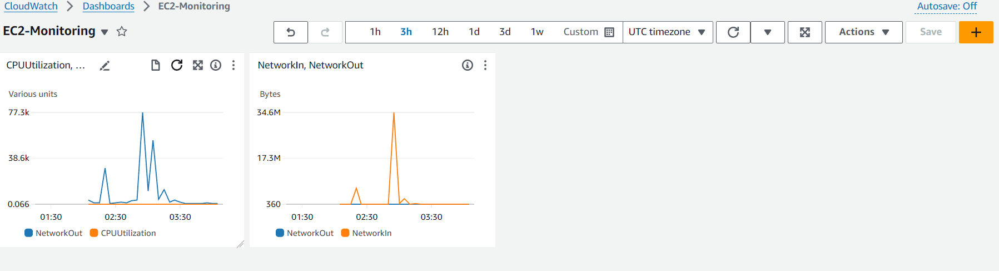 CloudWatch > Dashboards > EC2-Monitoring
Autosave: Off
EC2-Monitoring
1h 3h 12h 1d 3d 1w Custom UTC timezone Actions Save +
CPUUtilization, ...
Various units
77.3k
38.6k
0.066
01:30 02:30 03:30
NetworkOut CPUUtilization
NetworkIn, NetworkOut
Bytes
34.6M
17.3M
360
01:30 02:30 03:30
NetworkOut NetworkIn